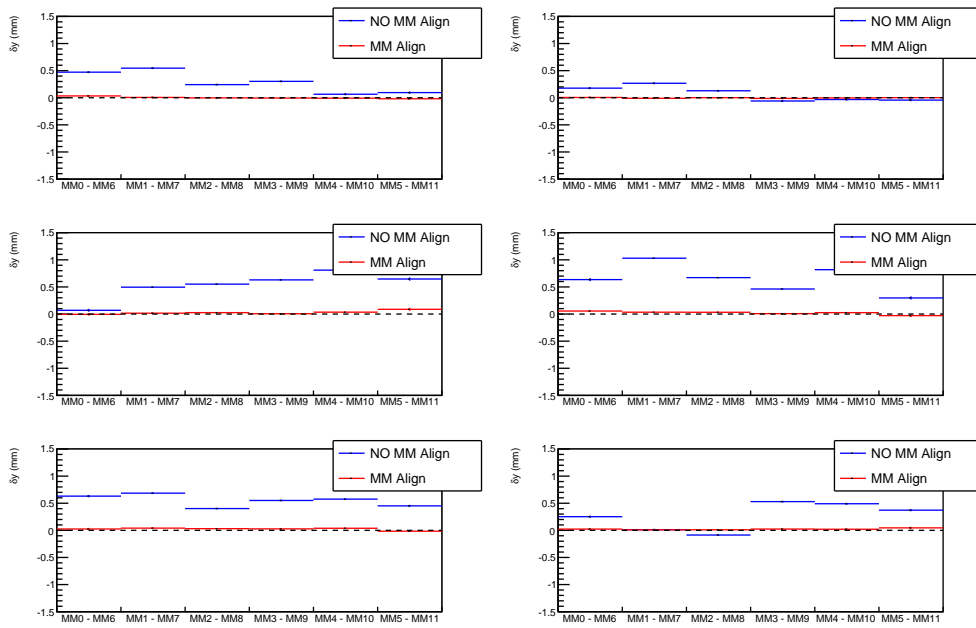 δy (mm)
1.5
1
0.5
0
-0.5
-1
-1.5
NO MM Align
MM Align
MM0 - MM6 MM1 - MM7 MM2 - MM8 MM3 - MM9 MM4 - MM10 MM5 - MM11
δy (mm)
1.5
1
0.5
0
-0.5
-1
-1.5
NO MM Align
MM Align
MM0 - MM6 MM1 - MM7 MM2 - MM8 MM3 - MM9 MM4 - MM10 MM5 - MM11
δy (mm)
1.5
1
0.5
0
-0.5
-1
-1.5
NO MM Align
MM Align
MM0 - MM6 MM1 - MM7 MM2 - MM8 MM3 - MM9 MM4 - MM10 MM5 - MM11
δy (mm)
1.5
1
0.5
0
-0.5
-1
-1.5
NO MM Align
MM Align
MM0 - MM6 MM1 - MM7 MM2 - MM8 MM3 - MM9 MM4 - MM10 MM5 - MM11
δy (mm)
1.5
1
0.5
0
-0.5
-1
-1.5
NO MM Align
MM Align
MM0 - MM6 MM1 - MM7 MM2 - MM8 MM3 - MM9 MM4 - MM10 MM5 - MM11
δy (mm)
1.5
1
0.5
0
-0.5
-1
-1.5
NO MM Align
MM Align
MM0 - MM6 MM1 - MM7 MM2 - MM8 MM3 - MM9 MM4 - MM10 MM5 - MM11